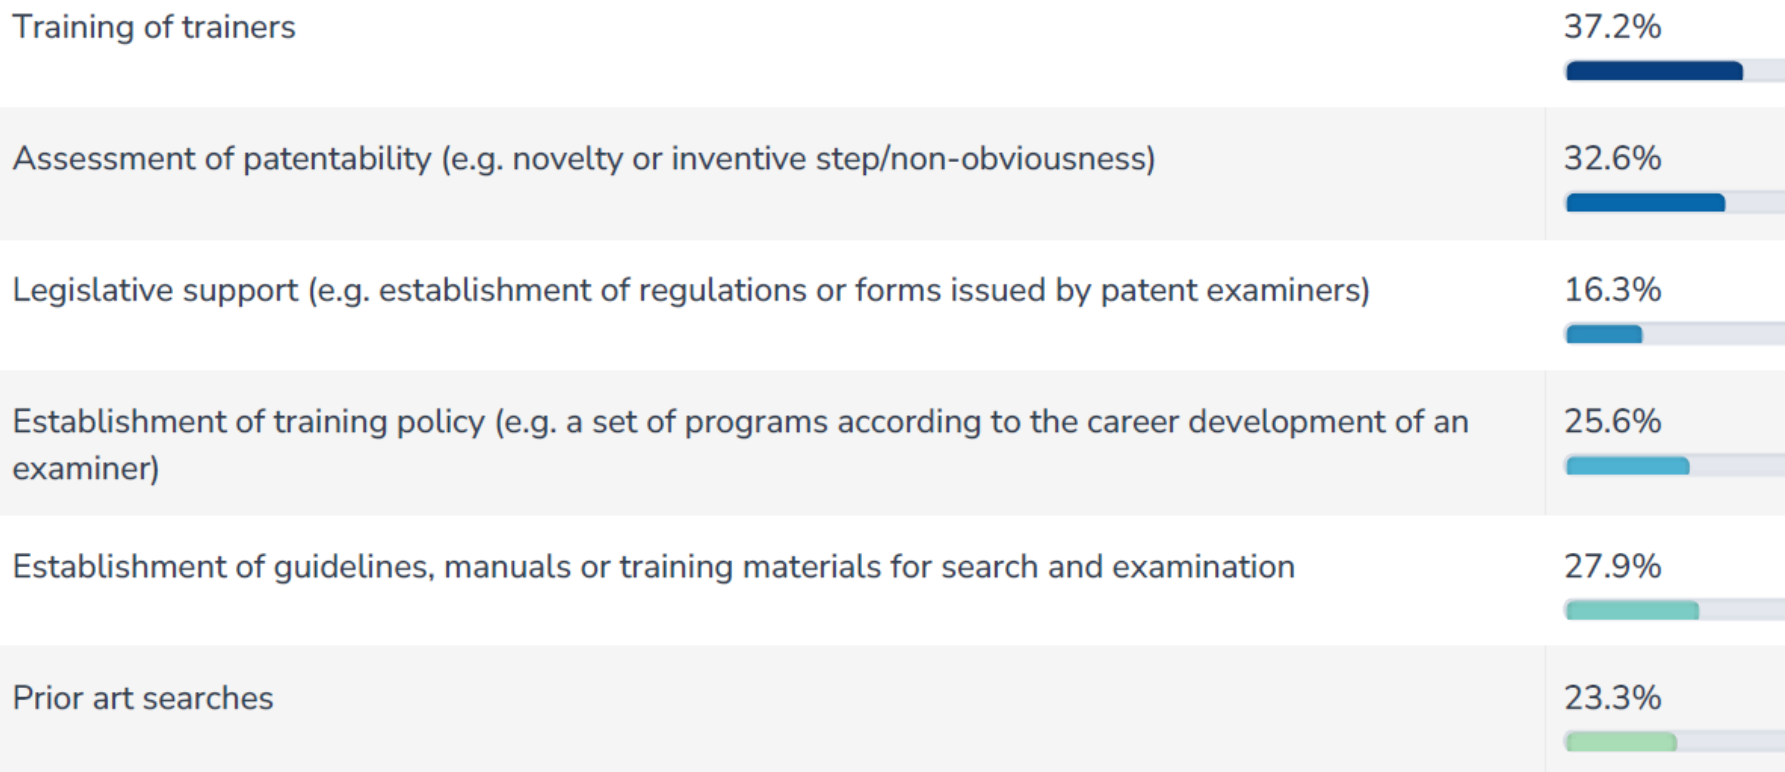 Training of trainers
37.2%
Assessment of patentability (e.g. novelty or inventive step/non-obviousness)
32.6%
Legislative support (e.g. establishment of regulations or forms issued by patent examiners)
16.3%
Establishment of training policy (e.g. a set of programs according to the career development of an
examiner)
25.6%
Establishment of guidelines, manuals or training materials for search and examination
27.9%
Prior art searches
23.3%